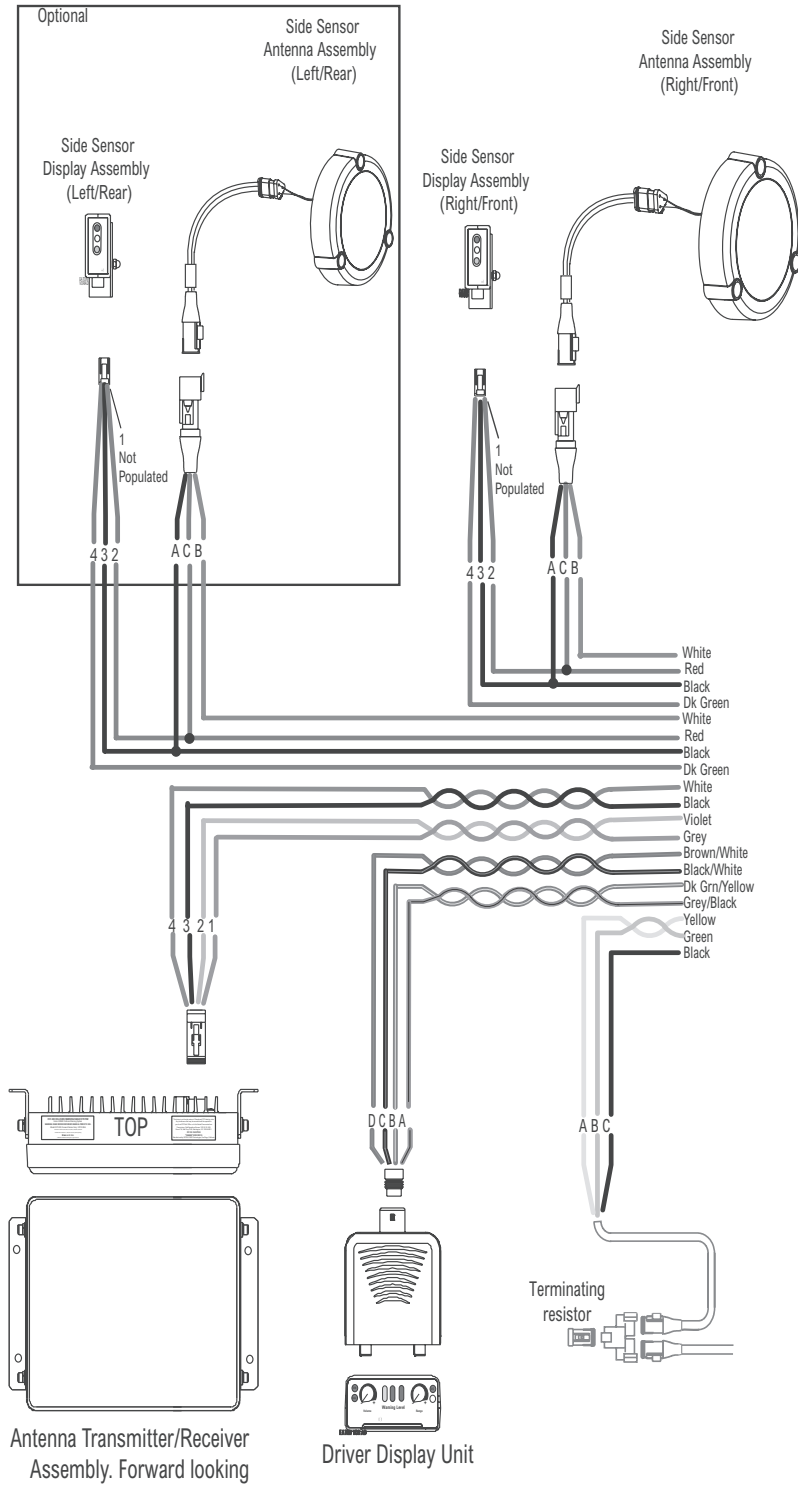 Optional
Side Sensor
Antenna Assembly
(Left/Rear)
Side Sensor
Antenna Assembly
(Right/Front)
Side Sensor
Display Assembly
(Left/Rear)
Side Sensor
Display Assembly
(Right/Front)
1
Not
Populated
1
Not
Populated
4 3 2
A C B
4 3 2
A C B
White
Red
Black
Dk Green
White
Red
Black
Dk Green
White
Black
Violet
Grey
Brown/White
Black/White
Dk Grn/Yellow
Grey/Black
Yellow
Green
Black
4 3 2 1
D C B A
A B C
TOP
Terminating
resistor
Warning Level
Volume
Range
Antenna Transmitter/Receiver
Assembly. Forward looking
Driver Display Unit